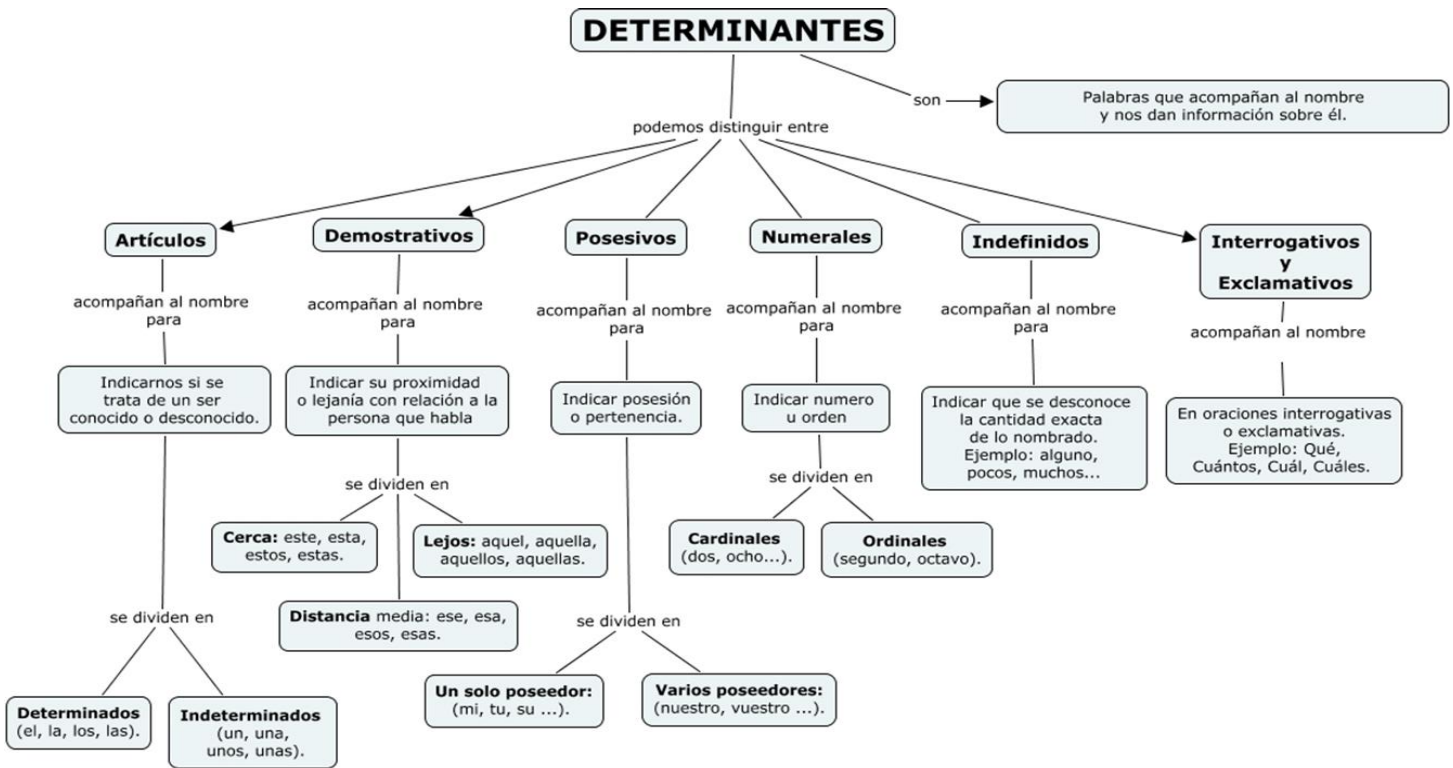 DETERMINANTES
son
Palabras que acompañan al nombre
y nos dan información sobre él.
podemos distinguir entre
Artículos
acompañan al nombre
para
Indicarnos si se
trata de un ser
conocido o desconocido.
se dividen en
Determinados
(el, la, los, las).
Indeterminados
(un, una,
unos, unas).
Demostrativos
acompañan al nombre
para
Indicar su proximidad
o lejanía con relación a la
persona que habla
se dividen en
Cerca: este, esta,
estos, estas.
Distancia media: ese, esa,
esos, esas.
Lejos: aquel, aquella,
aquellos, aquellas.
Posesivos
acompañan al nombre
para
Indicar posesión
o pertenencia.
se dividen en
Un solo poseedor:
(mi, tu, su ...).
Varios poseedores:
(nuestro, vuestro ...).
Numerales
acompañan al nombre
para
Indicar numero
u orden
se dividen en
Cardinales
(dos, ocho...).
Ordinales
(segundo, octavo).
Indefinidos
acompañan al nombre
para
Indicar que se desconoce
la cantidad exacta
de lo nombrado.
Ejemplo: alguno,
pocos, muchos...
Interrogativos
y
Exclamativos
acompañan al nombre
En oraciones interrogativas
o exclamativas.
Ejemplo: Qué,
Cuántos, Cuál, Cuáles.